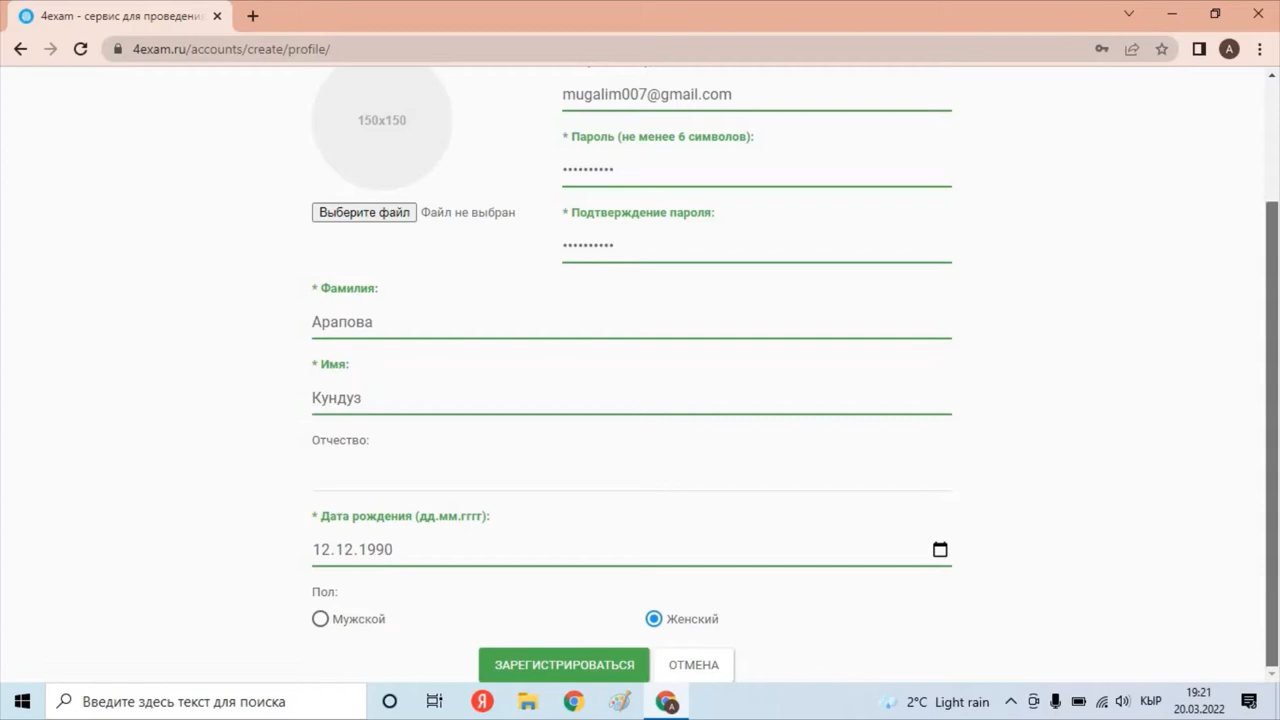 4exam - сервис для проведени
4exam.ru/accounts/create/profile/
A
150x150
mugalim007@gmail.com
* Пароль (не менее 6 символов):
••••••••••
Выберите файл Файл не выбран
* Подтверждение пароля:
••••••••••
* Фамилия:
Арапова
* Имя:
Кундуз
Отчество:
* Дата рождения (дд.мм.гггг):
12.12.1990
Пол:
Мужской
Женский
ЗАРЕГИСТРИРОВАТЬСЯ
ОТМЕНА
Введите здесь текст для поиска
Я
A
2°C Light rain
КЫР
19:21
20.03.2022